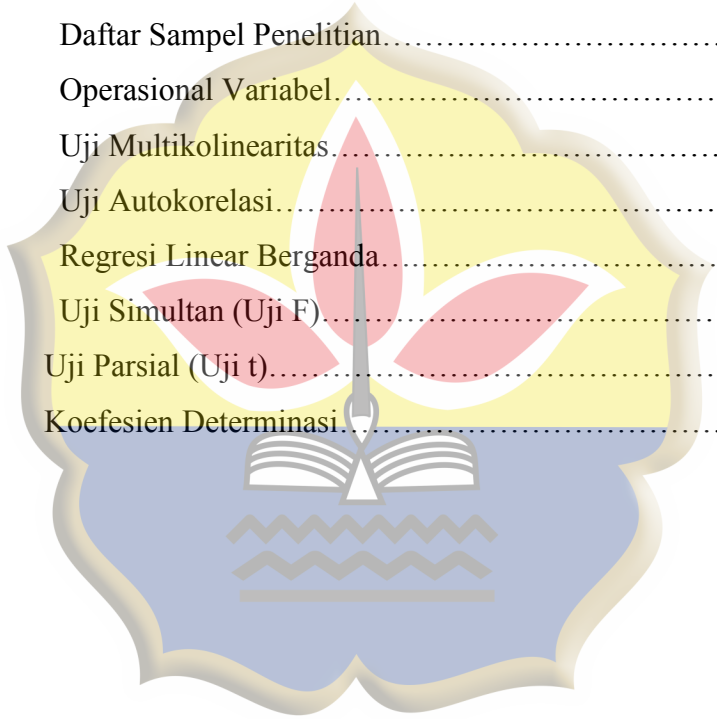 Daftar Sampel Penelitian……………………………
Operasional Variabel…………………………………
Uji Multikolinearitas…………………………………
Uji Autokorelasi………………………………………
Regresi Linear Berganda……………………………
Uji Simultan (Uji F)…………………………………
Uji Parsial (Uji t)……………………………………
Koefesien Determinasi………………………………